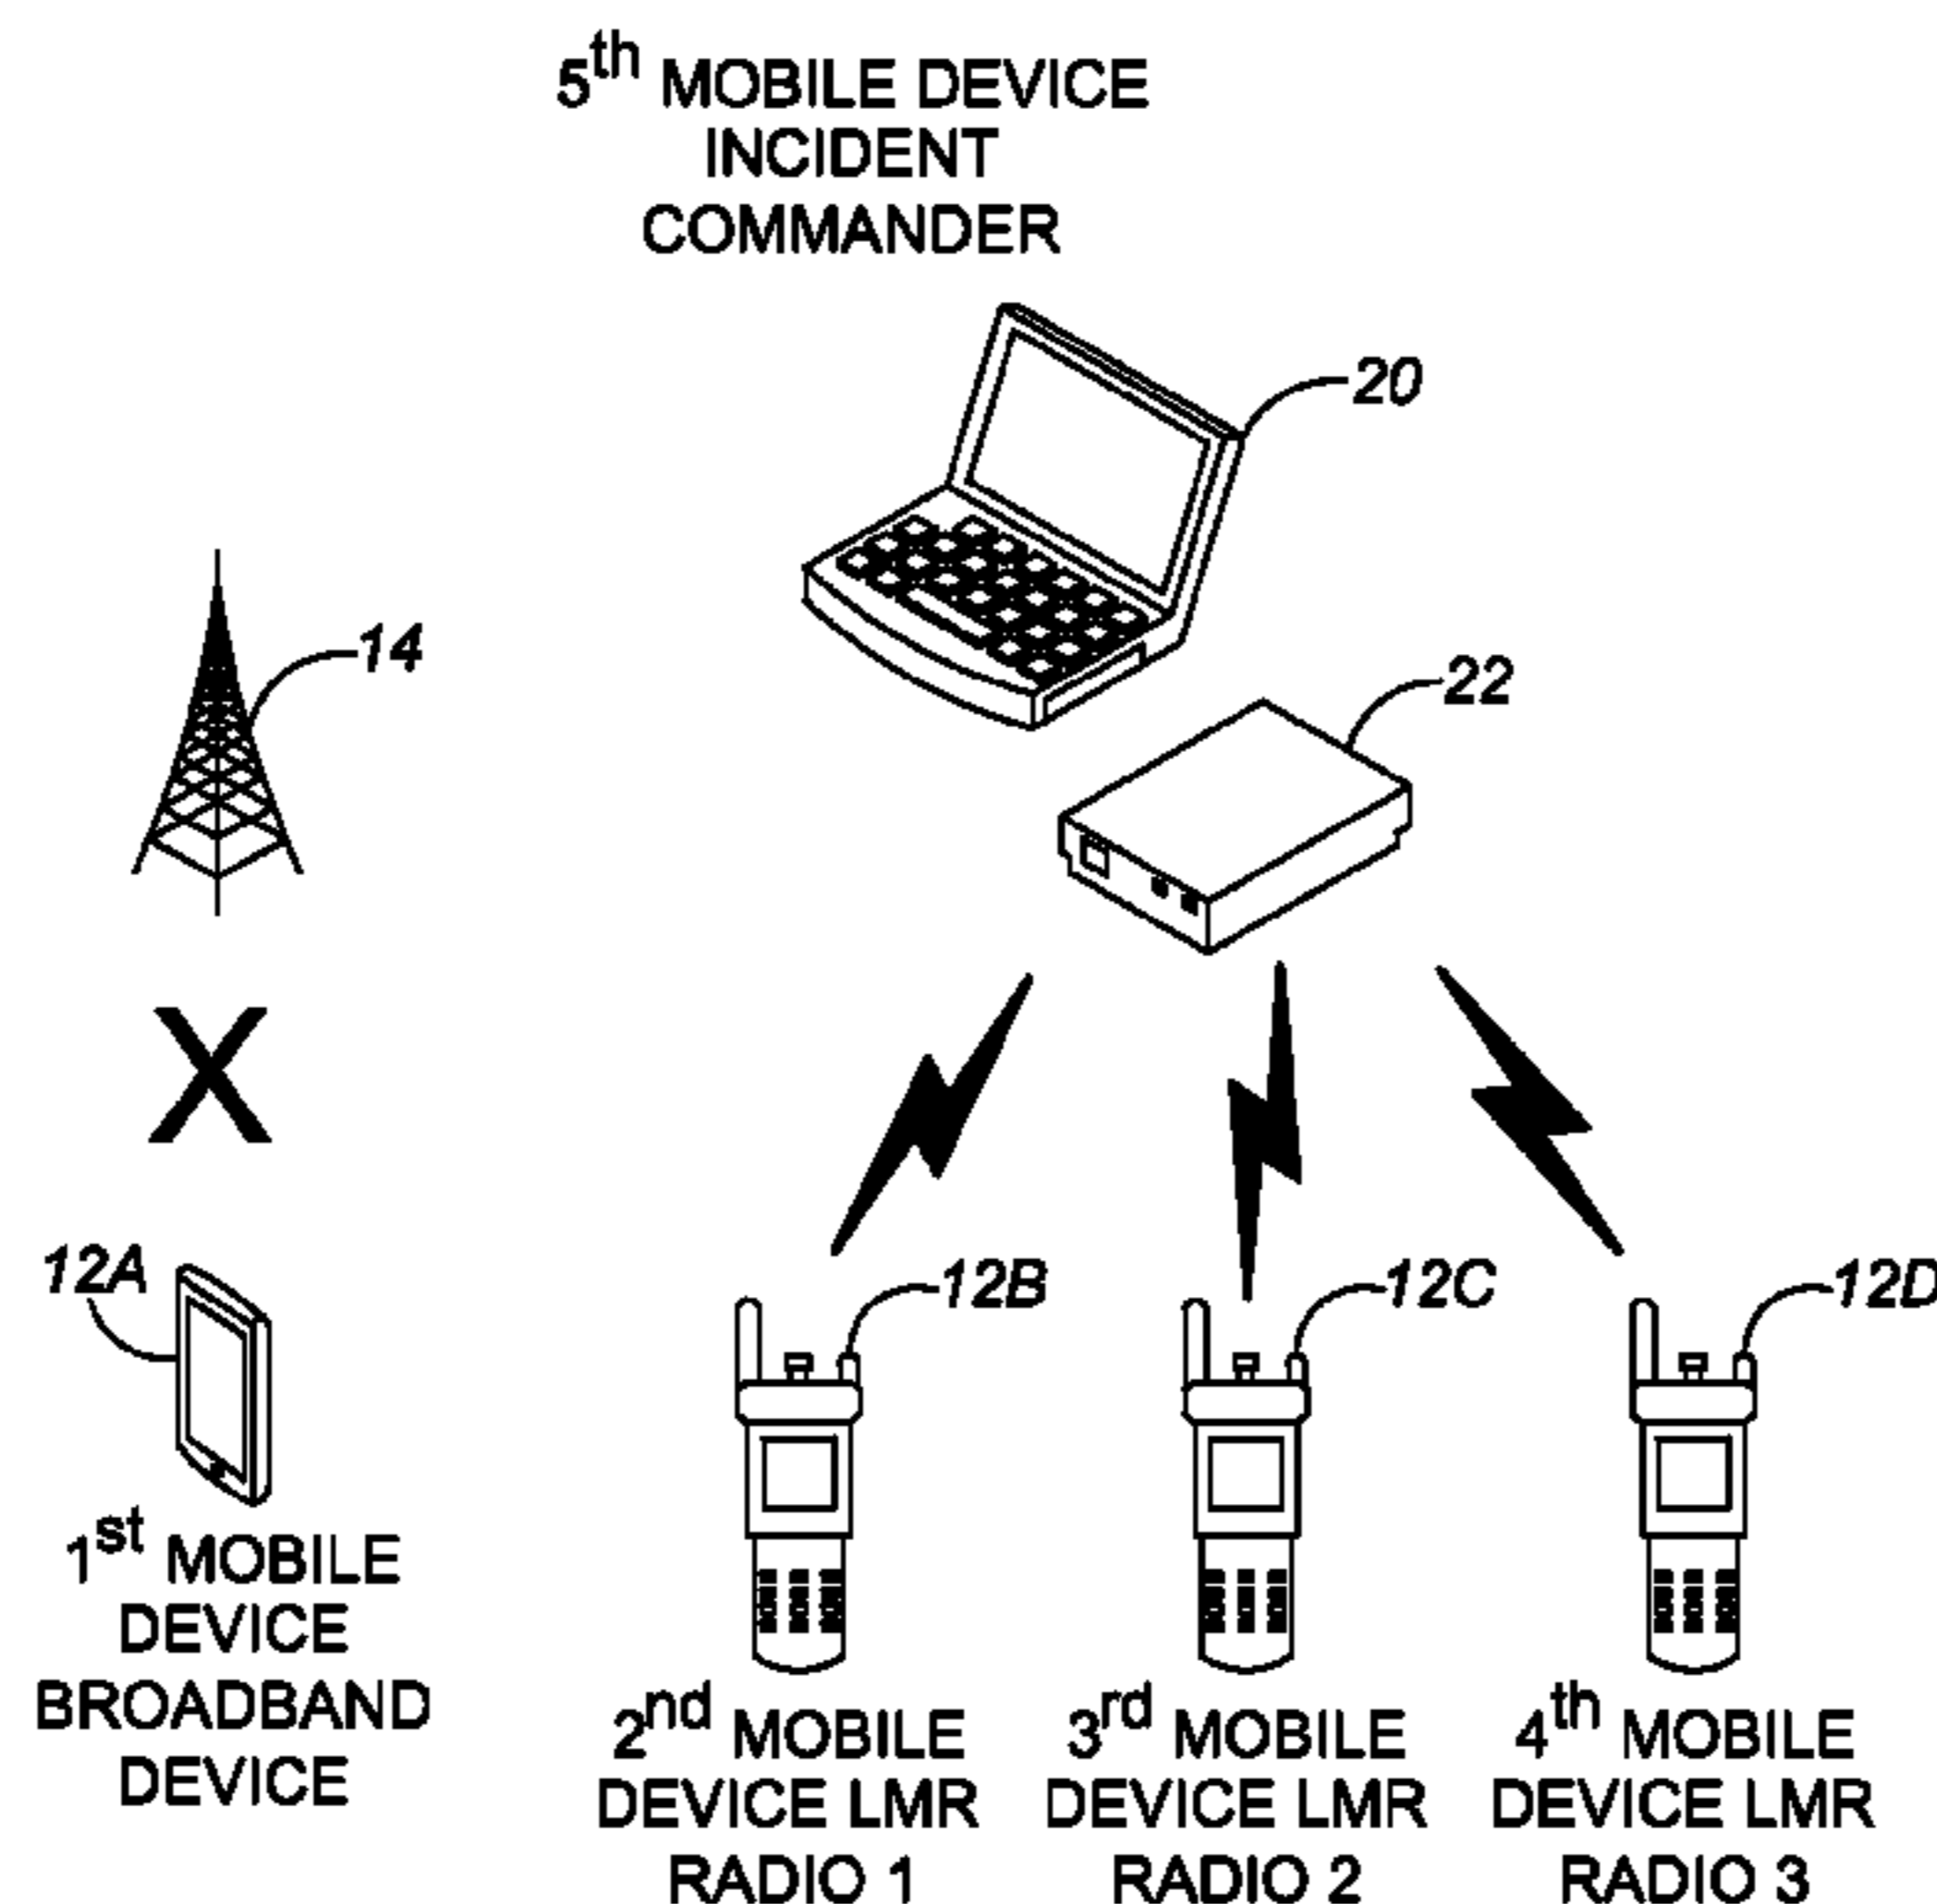 5th MOBILE DEVICE
INCIDENT
COMMANDER
20
14
22
X
12A
12B
12C
12D
1st MOBILE
DEVICE
BROADBAND
DEVICE
2nd MOBILE
DEVICE LMR
RADIO 1
3rd MOBILE
DEVICE LMR
RADIO 2
4th MOBILE
DEVICE LMR
RADIO 3